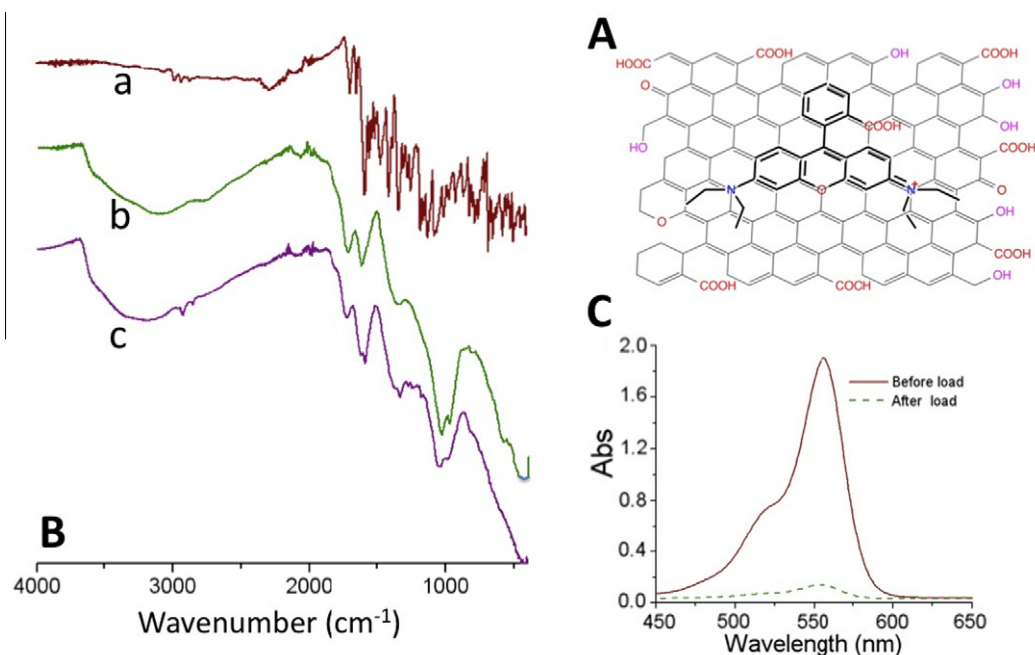 A
COOH
OH
COOH
HOOC
O
OH
OH
COOH
HO
COOH
N
N+
O
O
OH
O
COOH
OH
COOH
COCH
a
b
c
B
4000 3000 2000 1000
Wavenumber (cm-1)
C
2.0
1.6
1.2
0.8
0.4
0.0
Before load
After load
Abs
450 500 550 600 650
Wavelength (nm)